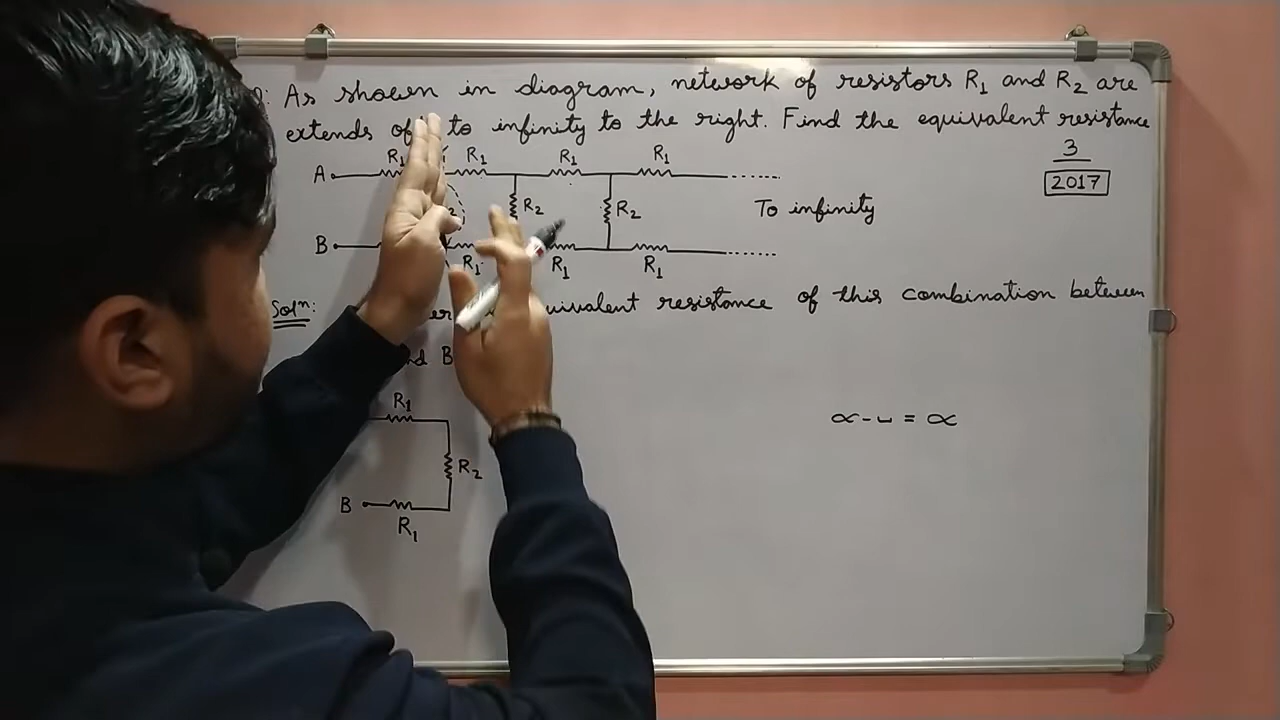 As shown in diagram, network of resistors R1 and R2 are
extends off to infinity to the right. Find the equivalent resistance
3
2017
R1 R1 R1 R1
A
R2 R2
To infinity
B
R1 R1 R1
Solⁿ:
resistance of this combination between
B
R1
R2
B
R1
∝ - = ∝